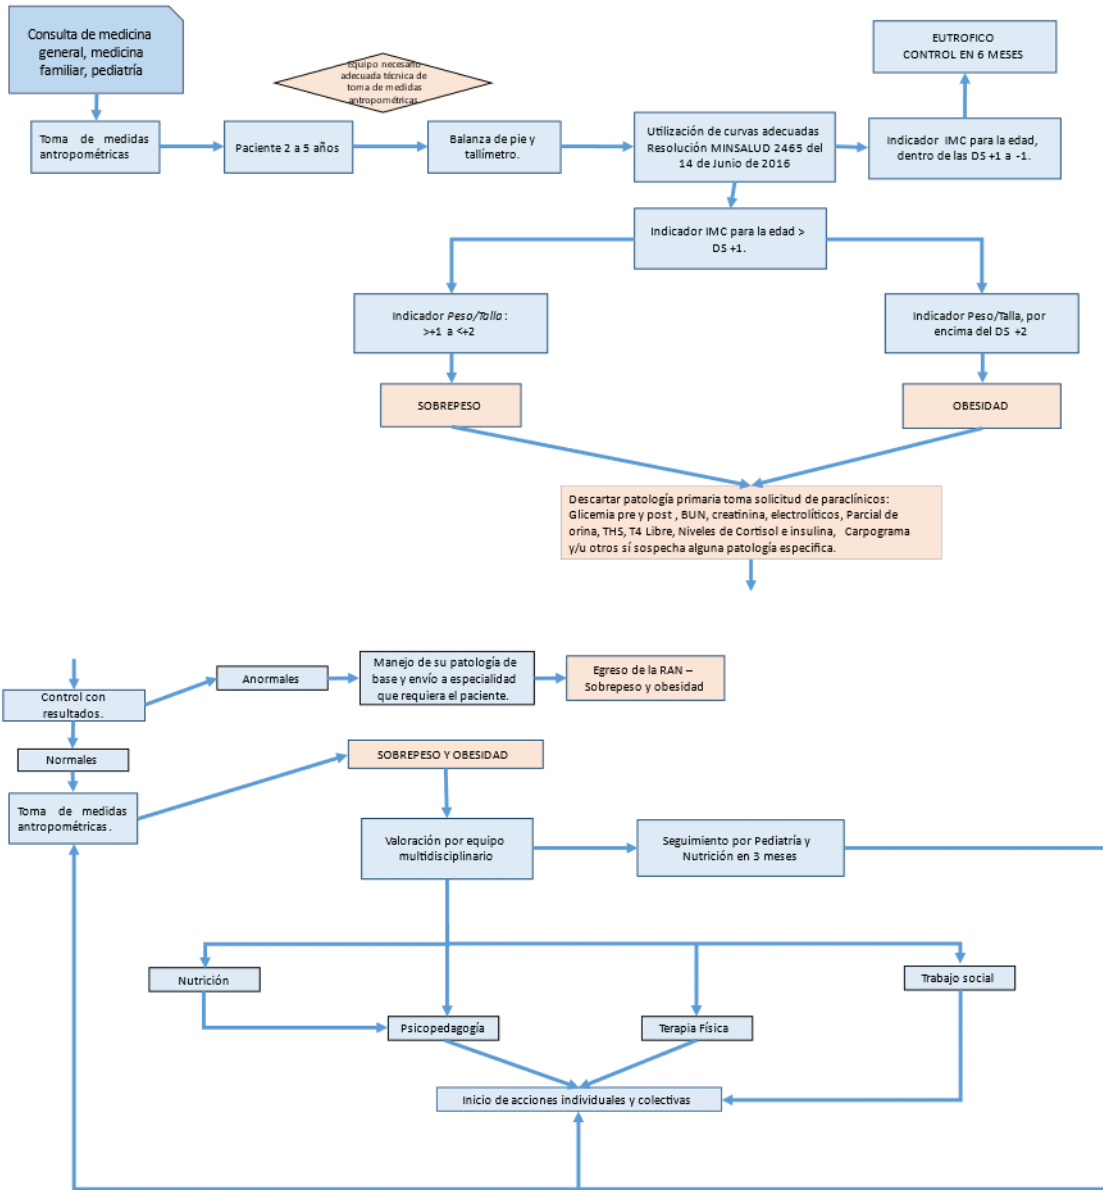 Consulta de medicina
general, medicina
familiar, pediatría
Equipo necesario
adecuada técnica de
toma de medidas
antropométricas
EUTROFICO
CONTROL EN 6 MESES
Toma de medidas
antropométricas
Paciente 2 a 5 años
Balanza de pie y
tallímetro.
Utilización de curvas adecuadas
Resolución MINSALUD 2465 del
14 de Junio de 2016
Indicador IMC para la edad,
dentro de las DS +1 a -1.
Indicador IMC para la edad >
DS +1.
Indicador Peso/Talla :
>+1 a <+2
Indicador Peso/Talla, por
encima del DS +2
SOBREPESO
OBESIDAD
Descartar patología primaria toma solicitud de paraclínicos:
Glicemia pre y post , BUN, creatinina, electrolíticos, Parcial de
orina, THS, T4 Libre, Niveles de Cortisol e insulina, Carpograma
y/u otros sí sospecha alguna patología especifica.
Control con
resultados.
Anormales
Manejo de su patología de
base y envío a especialidad
que requiera el paciente.
Egreso de la RAN –
Sobrepeso y obesidad
Normales
SOBREPESO Y OBESIDAD
Toma de medidas
antropométricas.
Valoración por equipo
multidisciplinario
Seguimiento por Pediatría y
Nutrición en 3 meses
Nutrición
Trabajo social
Psicopedagogía
Terapia Física
Inicio de acciones individuales y colectivas